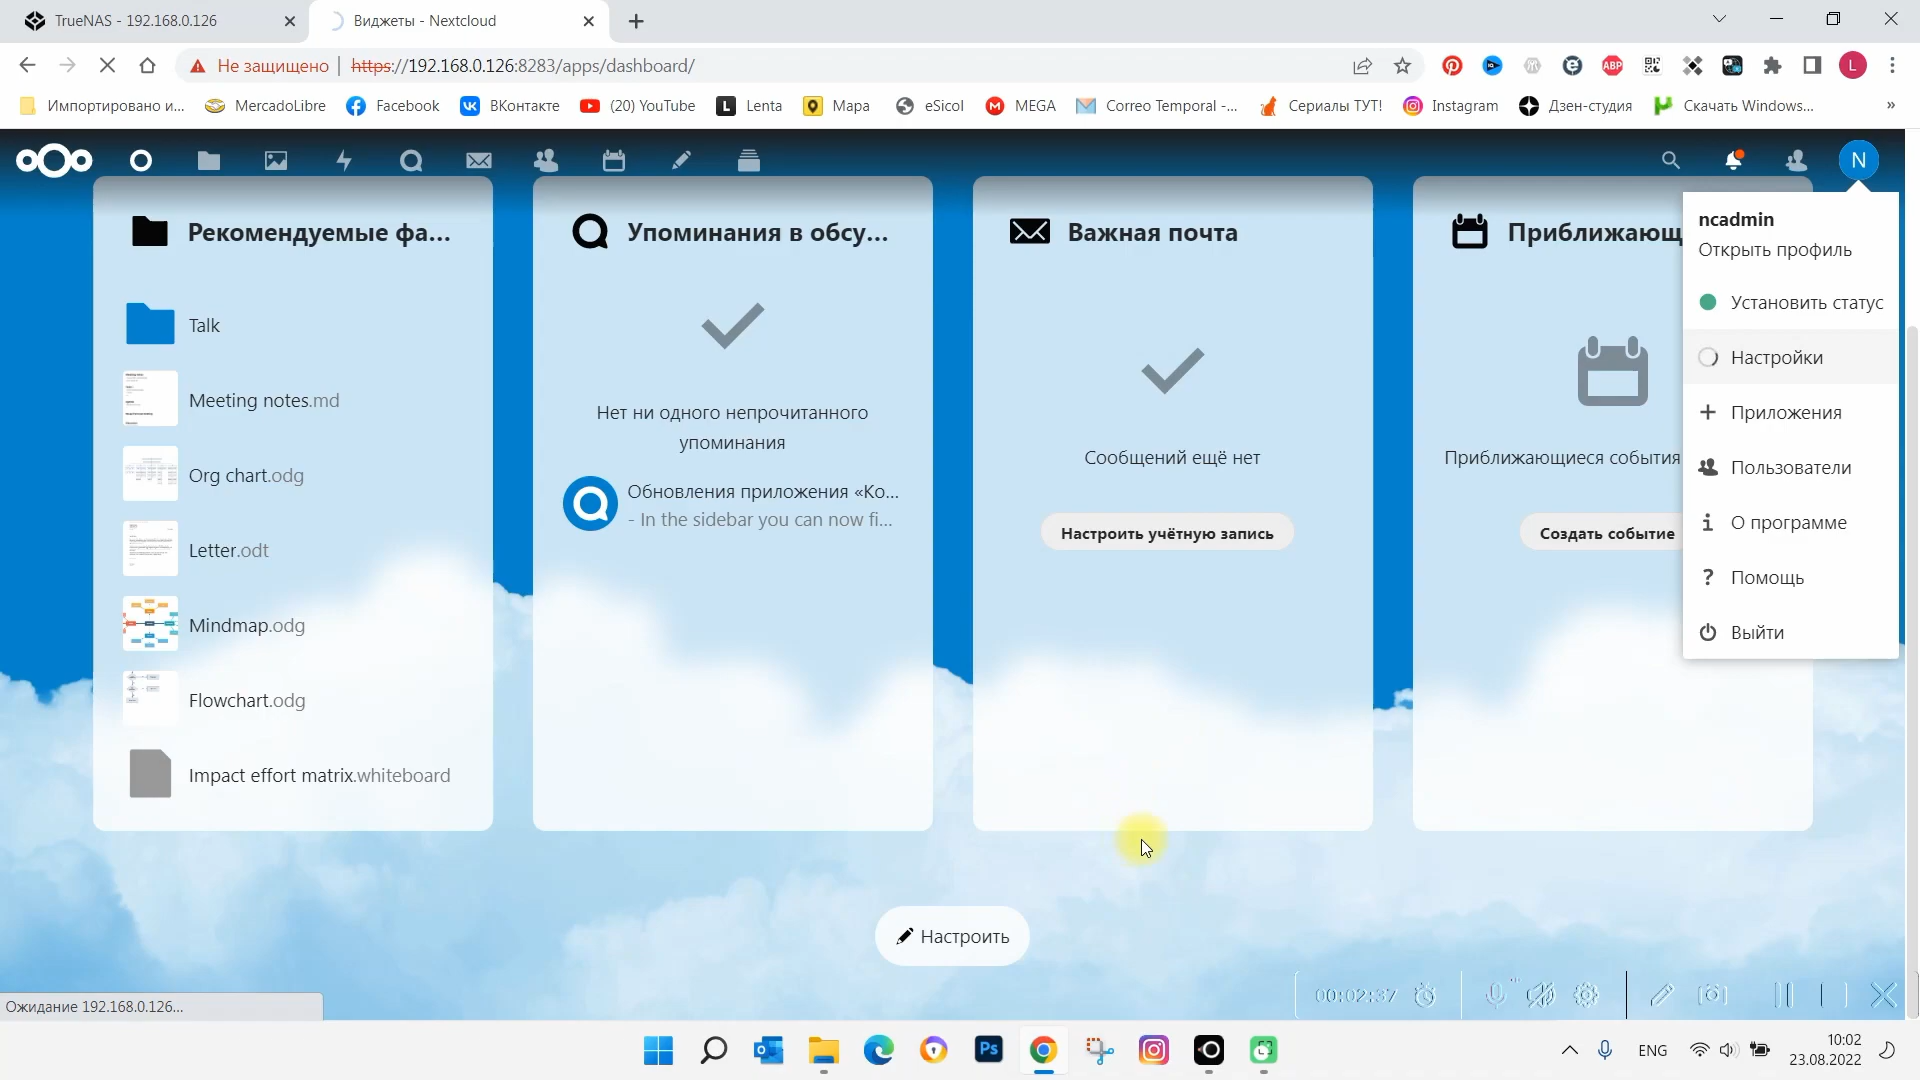 TrueNAS - 192.168.0.126
Виджеты - Nextcloud
Не защищено
https://192.168.0.126:8283/apps/dashboard/
ABP
L
Импортировано и...
MercadoLibre
Facebook
ВКонтакте
(20) YouTube
Lenta
Mapa
eSicol
MEGA
Correo Temporal -...
Сериалы ТУТ!
Instagram
Дзен-студия
Скачать Windows...
»
N
Рекомендуемые фа...
Talk
Meeting notes.md
Org chart.odg
Letter.odt
Mindmap.odg
Flowchart.odg
Impact effort matrix.whiteboard
Упоминания в обсу...
Нет ни одного непрочитанного
упоминания
Обновления приложения «Ко...
- In the sidebar you can now fi...
Важная почта
Сообщений ещё нет
Настроить учётную запись
Приближающ
Приближающиеся события
Создать событие
ncadmin
Открыть профиль
Установить статус
Настройки
Приложения
Пользователи
О программе
Помощь
Выйти
Настроить
00:02:37
Ожидание 192.168.0.126...
Ps
ENG
10:02
23.08.2022